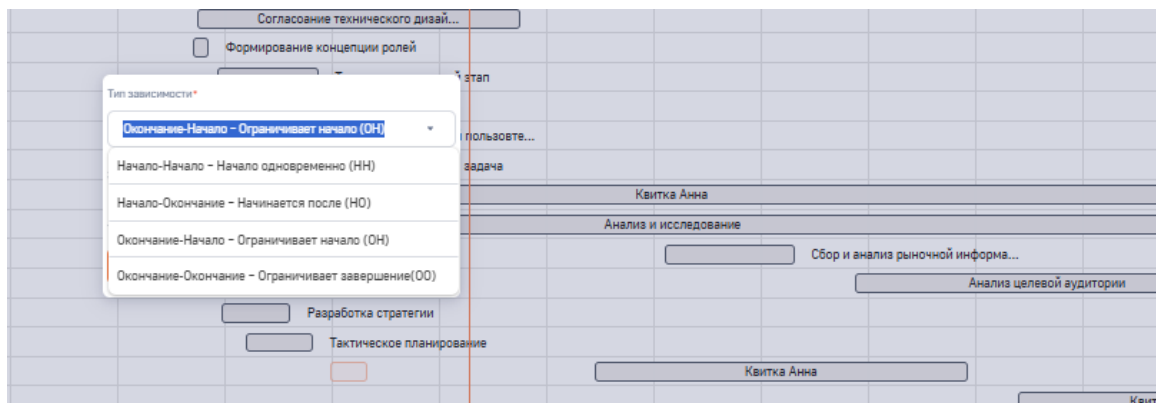 Согласоание технического дизай...
Формирование концепции ролей
этап
Тип зависимости*
Окончание-Начало – Ограничивает начало (ОН)
пользовте...
Начало-Начало – Начало одновременно (НН)
задача
Квитка Анна
Начало-Окончание – Начинается после (НО)
Анализ и исследование
Окончание-Начало – Ограничивает начало (ОН)
Сбор и анализ рыночной информа...
Окончание-Окончание – Ограничивает завершение(ОО)
Анализ целевой аудитории
Разработка стратегии
Тактическое планирование
Квитка Анна